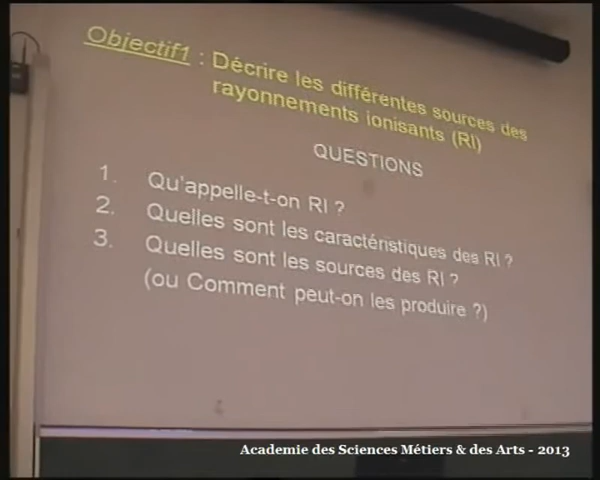 Objectif1 : Décrire les différentes sources des
rayonnements ionisants (RI)
QUESTIONS
1. Qu'appelle-t-on RI ?
2. Quelles sont les caractéristiques des RI ?
3. Quelles sont les sources des RI ?
(ou Comment peut-on les produire ?)
Academie des Sciences Métiers & des Arts - 2013